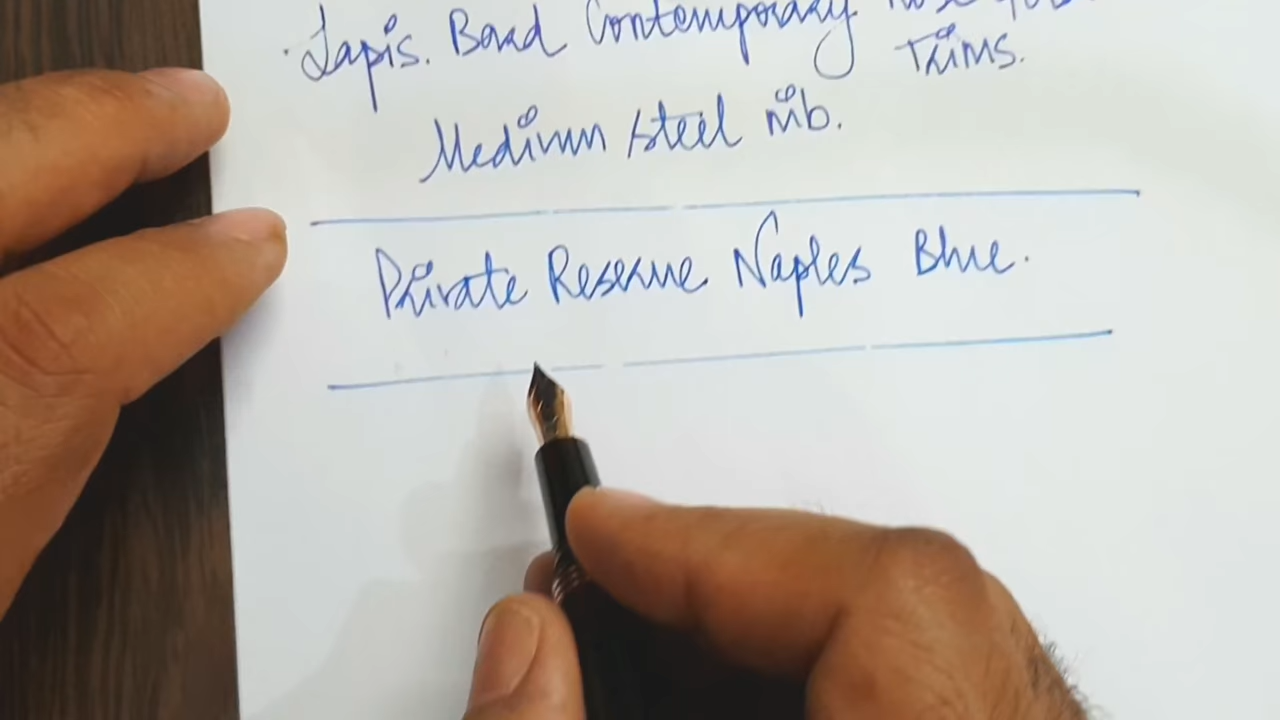 Lapis. Bard Contemporary
Trims.
Medium steel nib.
Private Reserve Naples Blue.